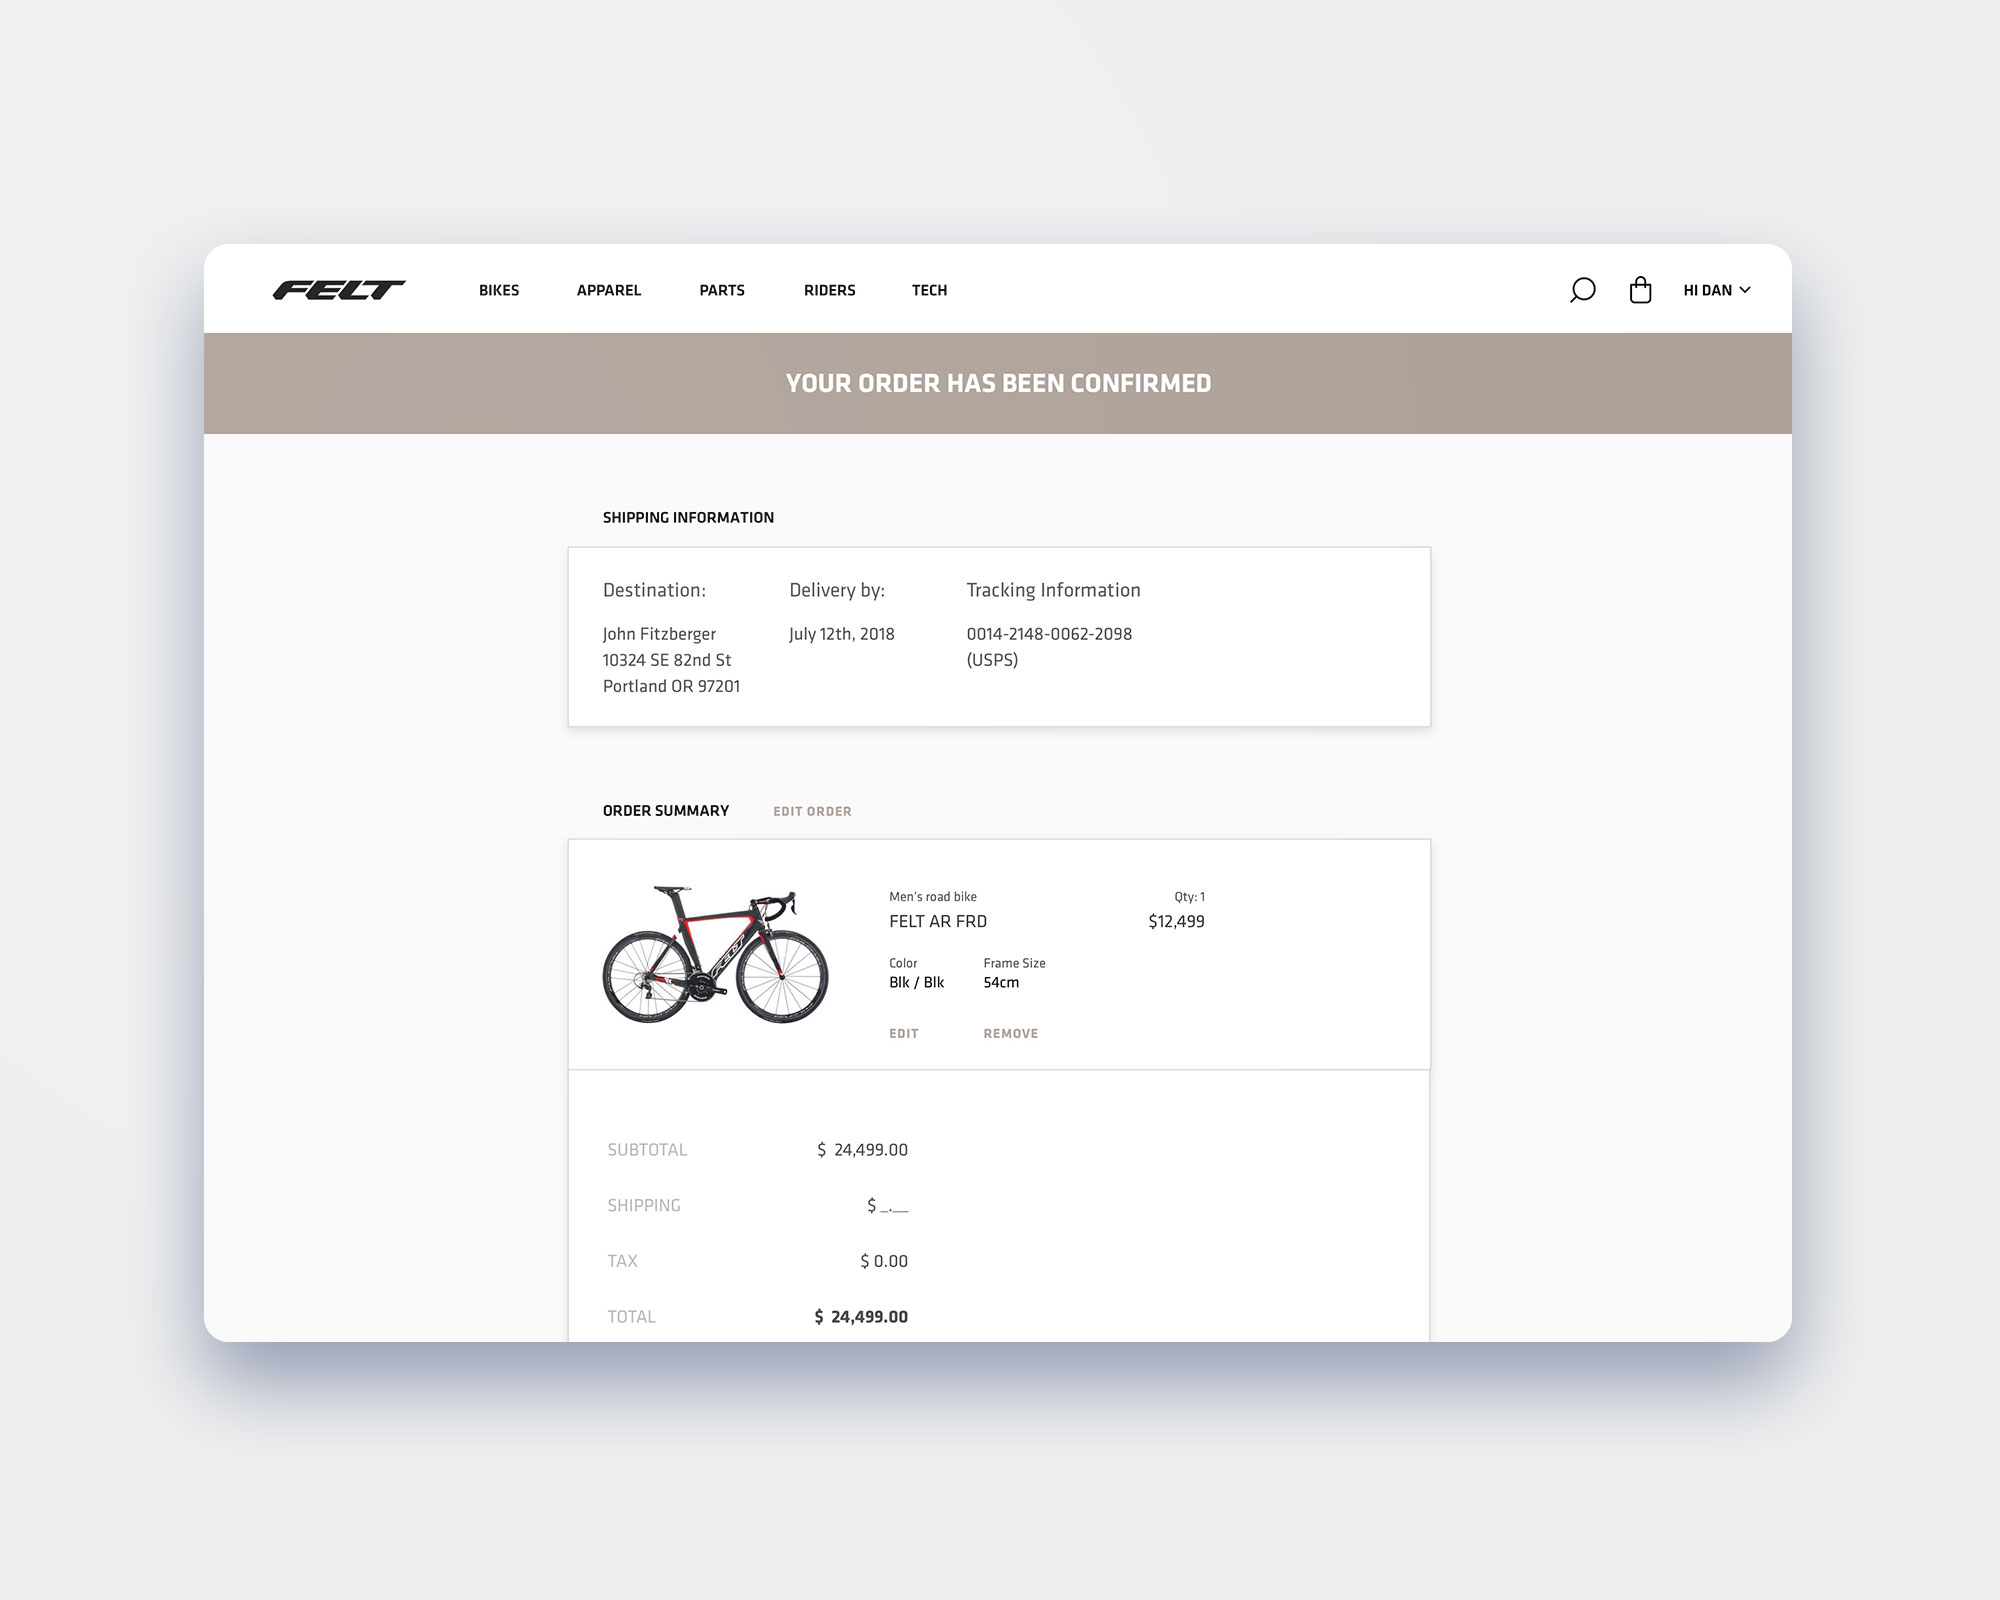 FELT
BIKES APPAREL PARTS RIDERS TECH
HI DAN
YOUR ORDER HAS BEEN CONFIRMED
SHIPPING INFORMATION
Destination: Delivery by: Tracking Information
John Fitzberger July 12th, 2018 0014-2148-0062-2098
10324 SE 82nd St (USPS)
Portland OR 97201
ORDER SUMMARY EDIT ORDER
FELT
Men's road bike Qty: 1
FELT AR FRD $12,499
Color Frame Size
Blk / Blk 54cm
EDIT REMOVE
SUBTOTAL $ 24,499.00
SHIPPING $ _.__
TAX $ 0.00
TOTAL $ 24,499.00